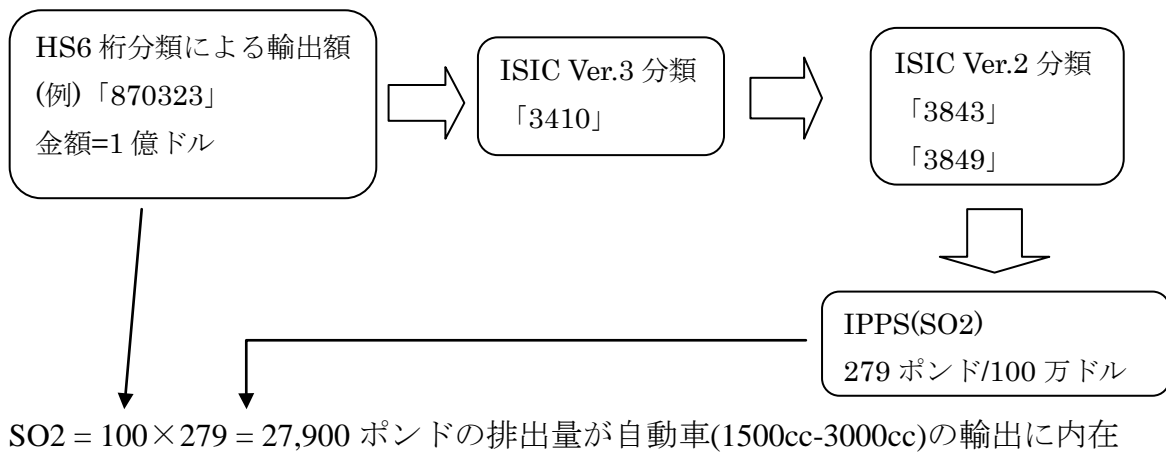 HS6 桁分類による輸出額
(例)「870323」
金額=1 億ドル
ISIC Ver.3 分類
「3410」
ISIC Ver.2 分類
「3843」
「3849」
IPPS(SO2)
279 ポンド/100 万ドル
SO2 = 100×279 = 27,900 ポンドの排出量が自動車(1500cc-3000cc)の輸出に内在